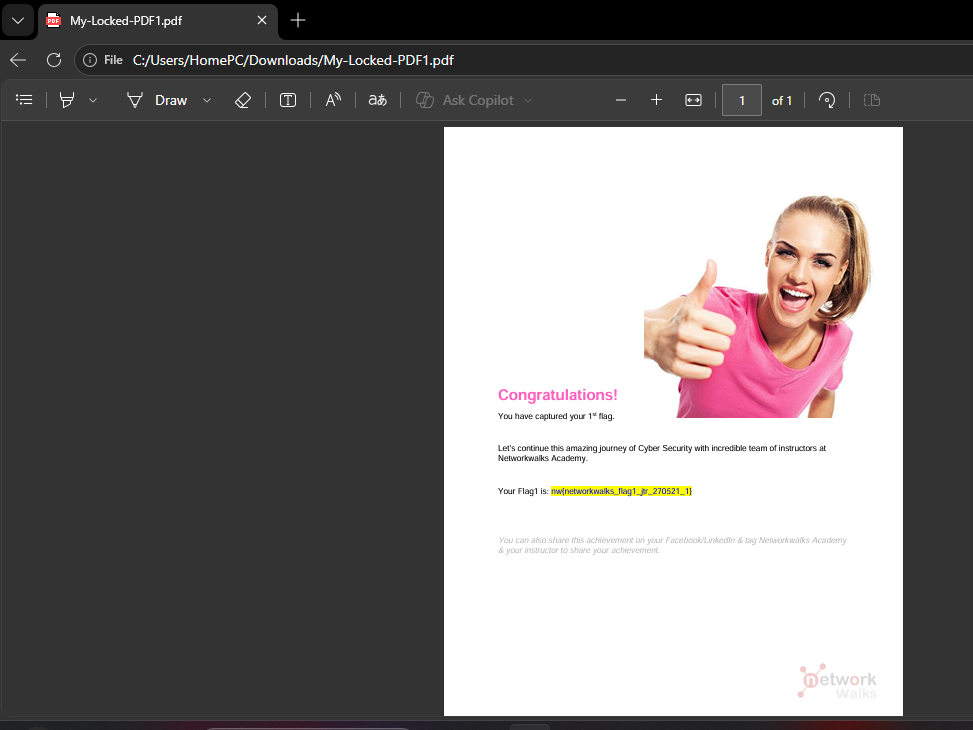 My-Locked-PDF1.pdf
File C:/Users/HomePC/Downloads/My-Locked-PDF1.pdf
Draw
Ask Copilot
1 of 1
Congratulations!
You have captured your 1st flag.
Let's continue this amazing journey of Cyber Security with incredible team of instructors at
Networkwalks Academy.
Your Flag1 is: nw{networkwalks_flag1_jtr_270521_1}
You can also share this achievement on your Facebook/LinkedIn & tag Networkwalks Academy
& your instructor to share your achievement.
network
Walks